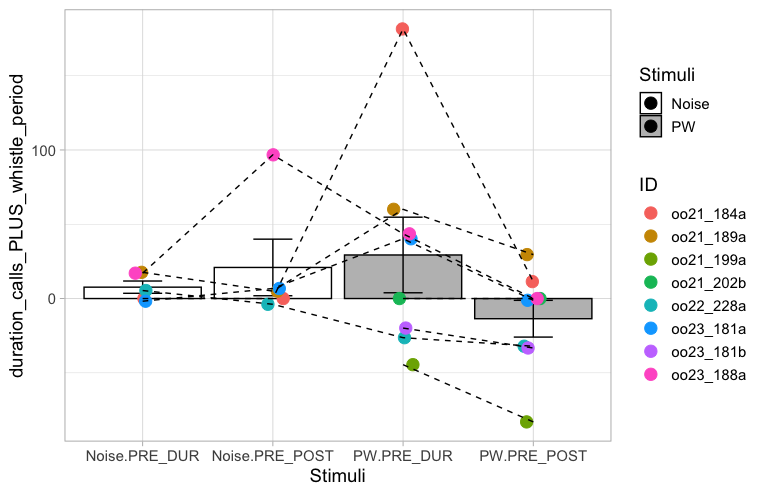 duration_calls_PLUS_whistle_period
100
0
Noise.PRE_DUR Noise.PRE_POST PW.PRE_DUR PW.PRE_POST
Stimuli
Stimuli
Noise
PW
ID
oo21_184a
oo21_189a
oo21_199a
oo21_202b
oo22_228a
oo23_181a
oo23_181b
oo23_188a